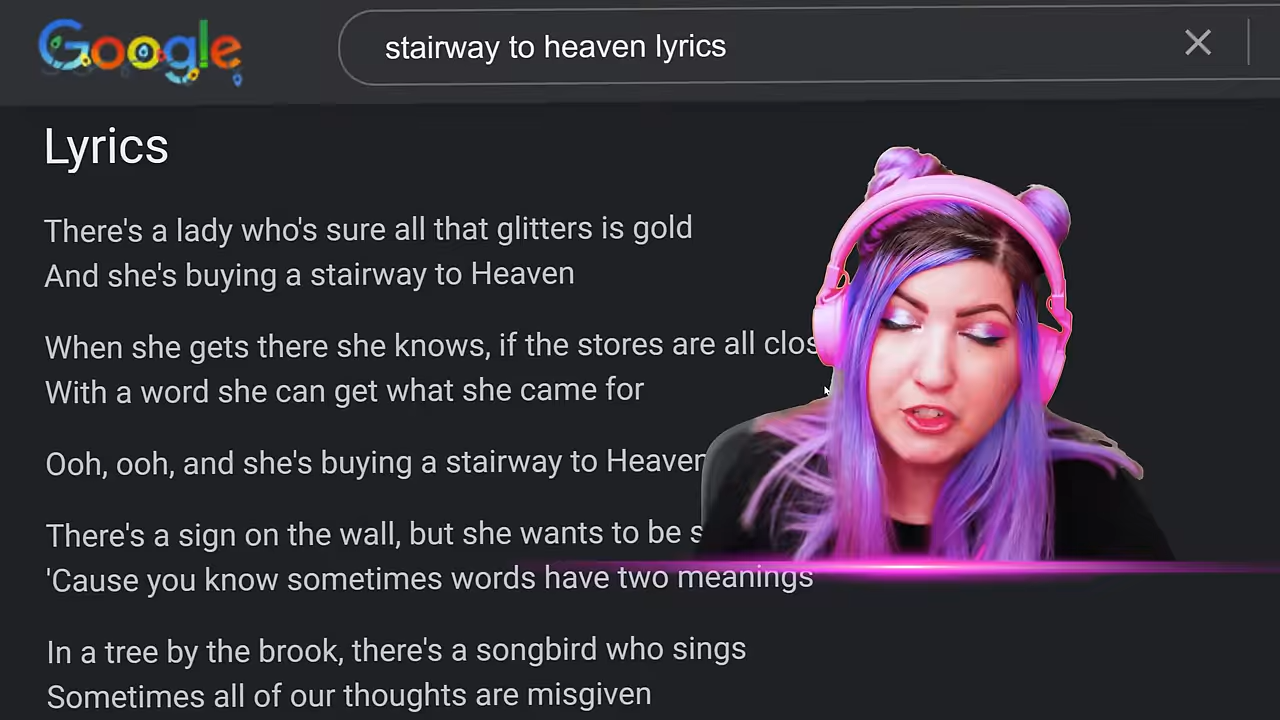 Google
stairway to heaven lyrics
Lyrics
There's a lady who's sure all that glitters is gold
And she's buying a stairway to Heaven
When she gets there she knows, if the stores are all clos
With a word she can get what she came for
Ooh, ooh, and she's buying a stairway to Heaven
There's a sign on the wall, but she wants to be s
'Cause you know sometimes words have two meanings
In a tree by the brook, there's a songbird who sings
Sometimes all of our thoughts are misgiven